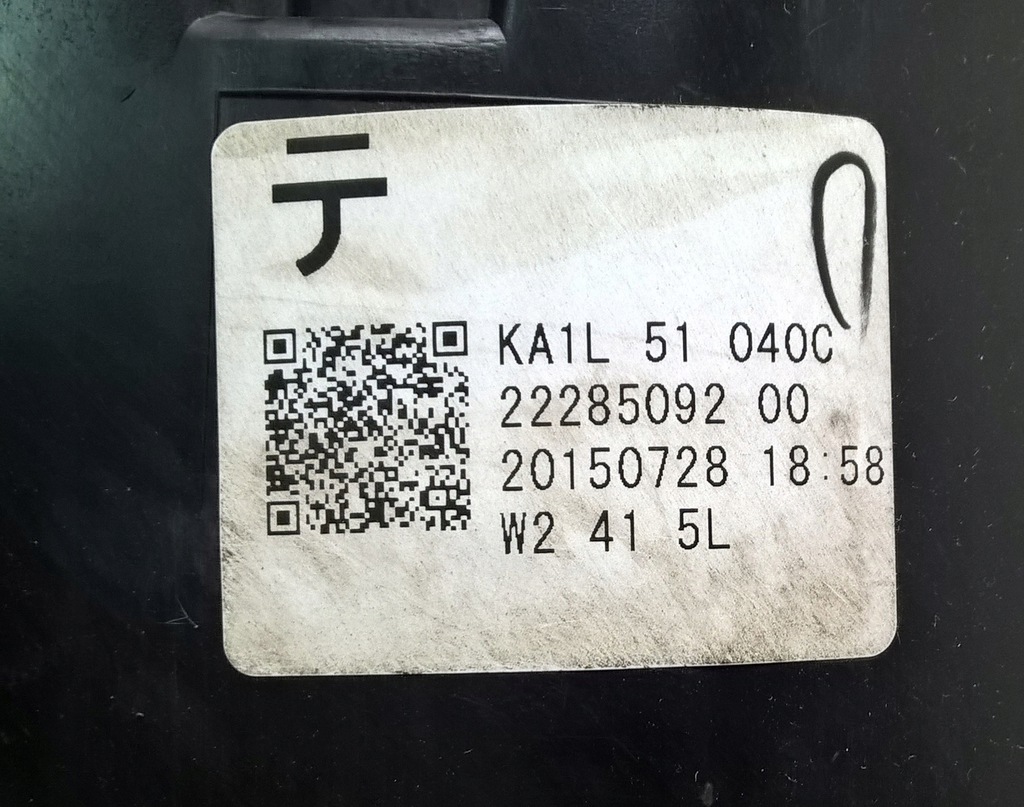 テ
KA1L 51 040C
22285092 00
20150728 18:58
W2 41 5L